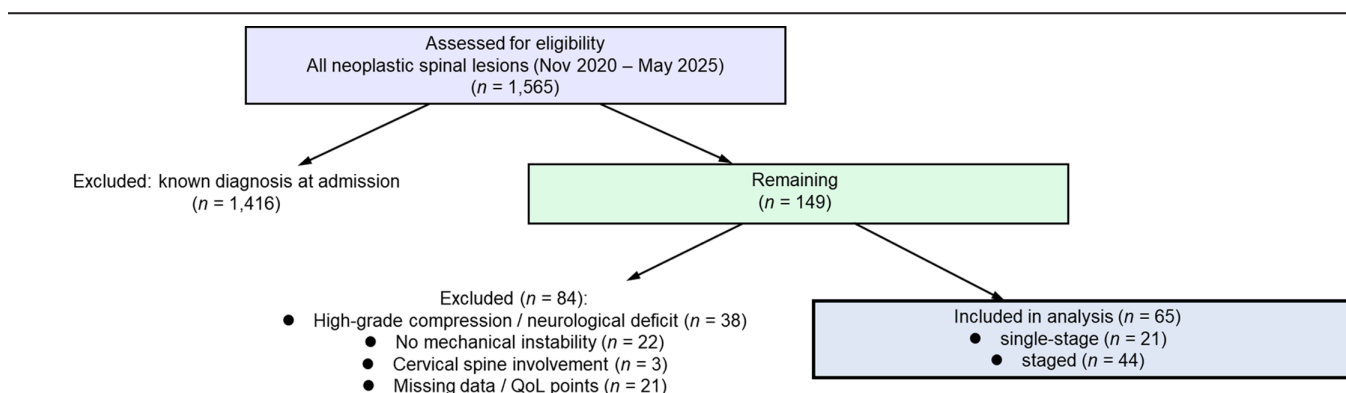 Assessed for eligibility
All neoplastic spinal lesions (Nov 2020 – May 2025)
(n = 1,565)
Excluded: known diagnosis at admission
(n = 1,416)
Remaining
(n = 149)
Excluded (n = 84):
● High-grade compression / neurological deficit (n = 38)
● No mechanical instability (n = 22)
● Cervical spine involvement (n = 3)
● Missing data / QoL points (n = 21)
Included in analysis (n = 65)
● single-stage (n = 21)
● staged (n = 44)